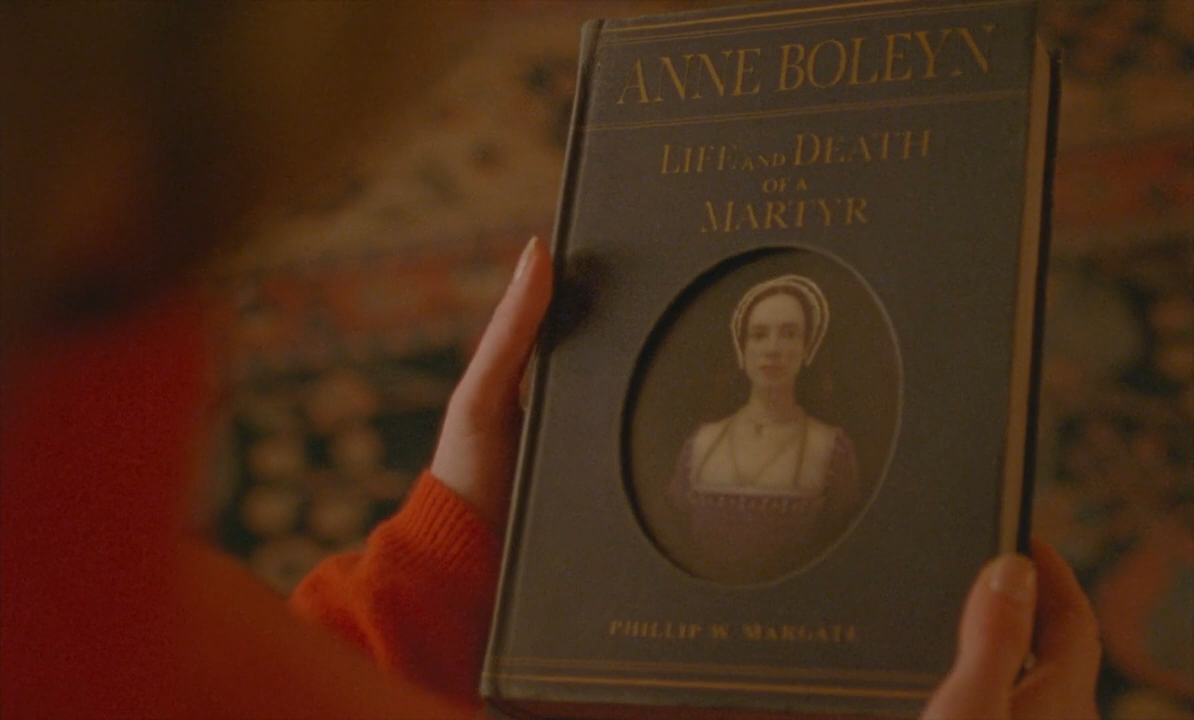 ANNE BOLEYN
LIFE AND DEATH
OF A
MARTYR
PHILLIP W. MARGATE